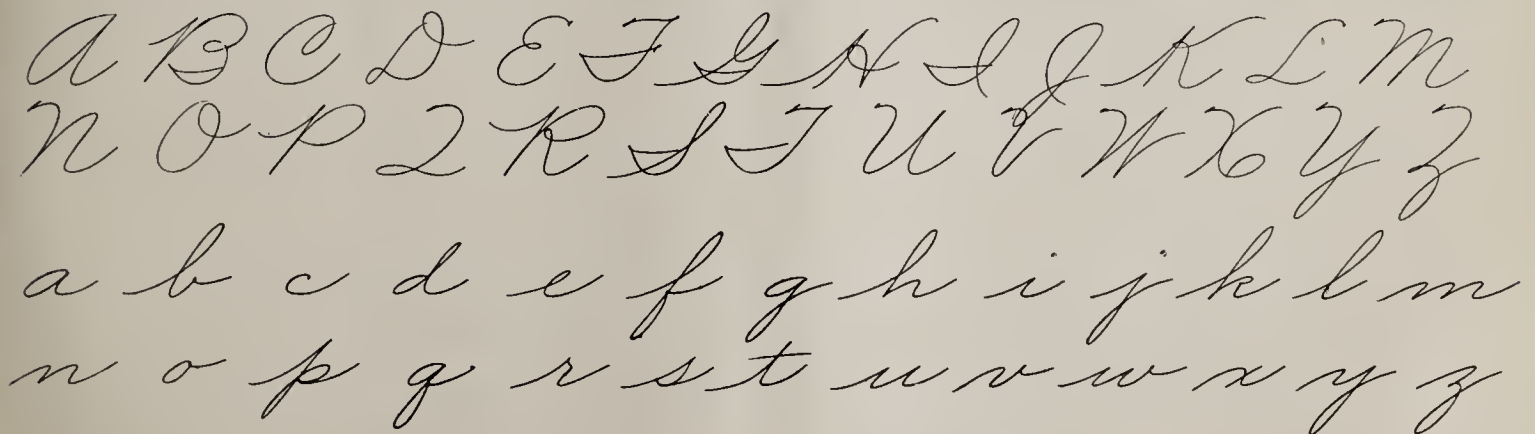 A B C D E F G H I J K L M
N O P Q R S T U V W X Y Z
a b c d e f g h i j k l m
n o p q r s t u v w x y z